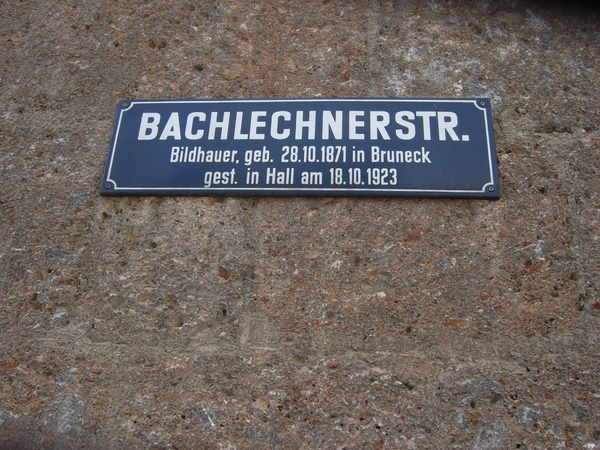 BACHLECHNERSTR.
Bildhauer, geb. 28.10.1871 in Bruneck
gest. in Hall am 18.10.1923